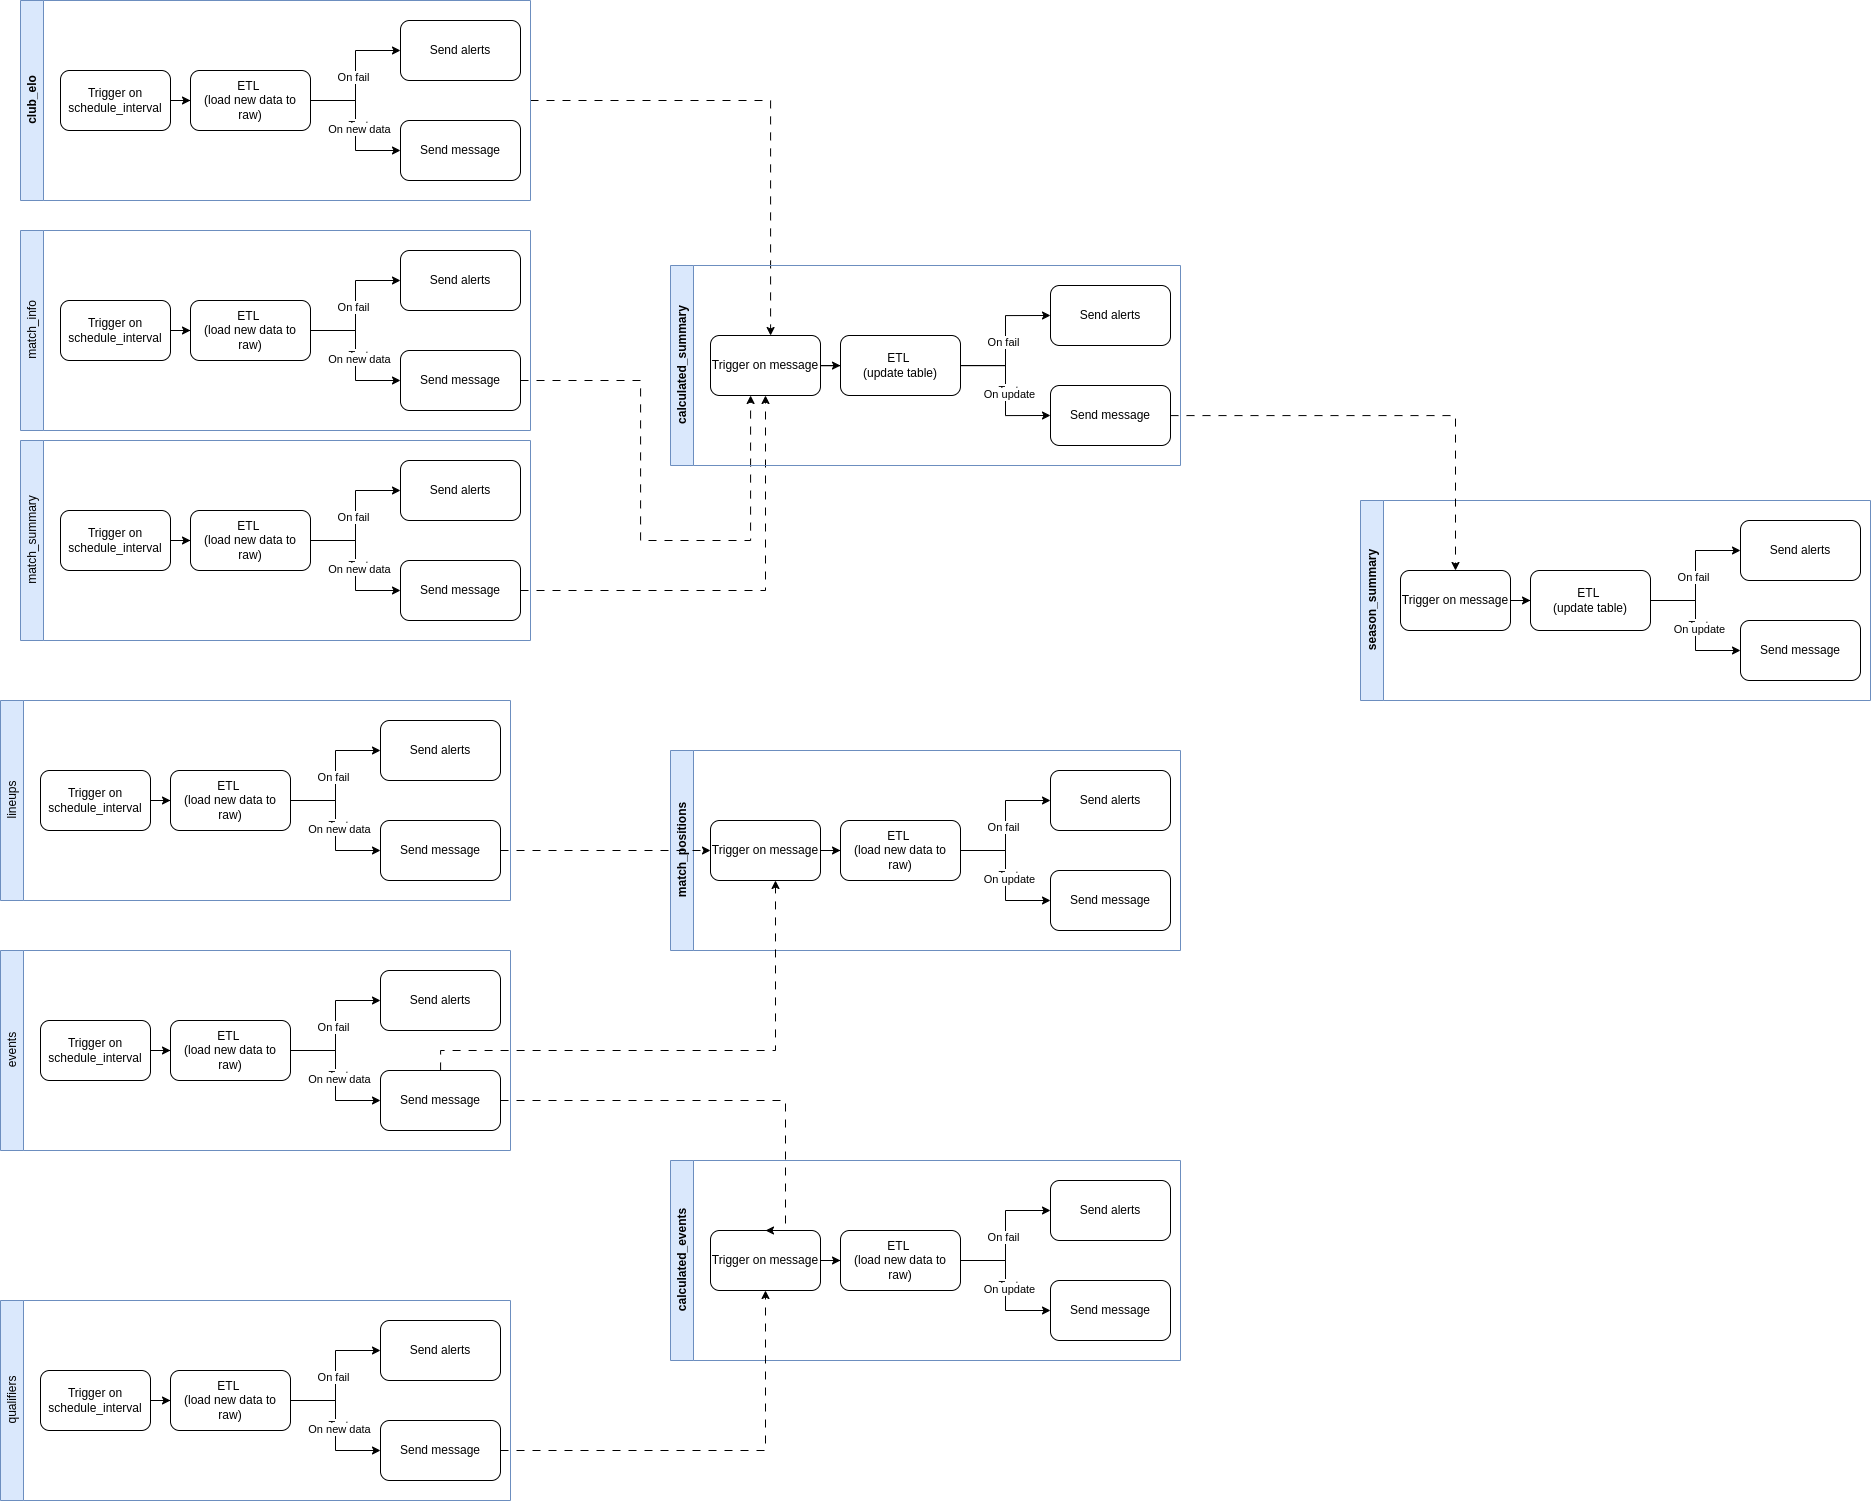 club_elo
Trigger on
schedule_interval
ETL
(load new data to
raw)
On fail
On new data
Send alerts
Send message
match_info
Trigger on
schedule_interval
ETL
(load new data to
raw)
On fail
On new data
Send alerts
Send message
match_summary
Trigger on
schedule_interval
ETL
(load new data to
raw)
On fail
On new data
Send alerts
Send message
calculated_summary
Trigger on message
ETL
(update table)
On fail
On update
Send alerts
Send message
season_summary
Trigger on message
ETL
(update table)
On fail
On update
Send alerts
Send message
lineups
Trigger on
schedule_interval
ETL
(load new data to
raw)
On fail
On new data
Send alerts
Send message
match_positions
Trigger on message
ETL
(load new data to
raw)
On fail
On update
Send alerts
Send message
events
Trigger on
schedule_interval
ETL
(load new data to
raw)
On fail
On new data
Send alerts
Send message
calculated_events
Trigger on message
ETL
(load new data to
raw)
On fail
On update
Send alerts
Send message
qualifiers
Trigger on
schedule_interval
ETL
(load new data to
raw)
On fail
On new data
Send alerts
Send message